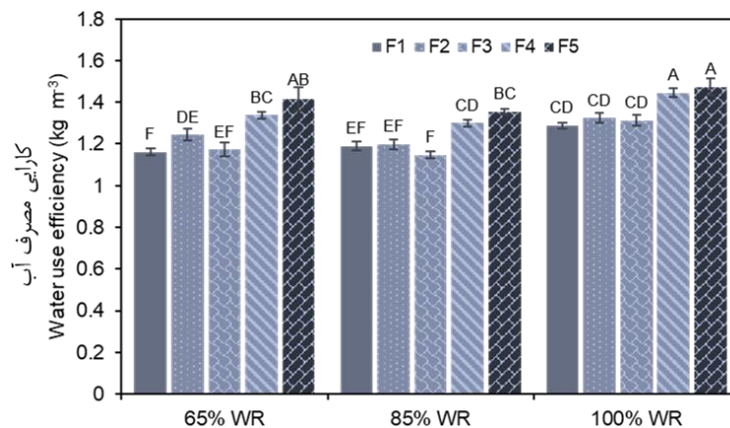 کارایی مصرف آب
Water use efficiency (kg m-3)
1.8
1.6
1.4
1.2
1
0.8
0.6
0.4
0.2
0
F1 F2 F3 F4 F5
F DE EF BC AB
EF EF F CD BC
CD CD CD A A
65% WR 85% WR 100% WR